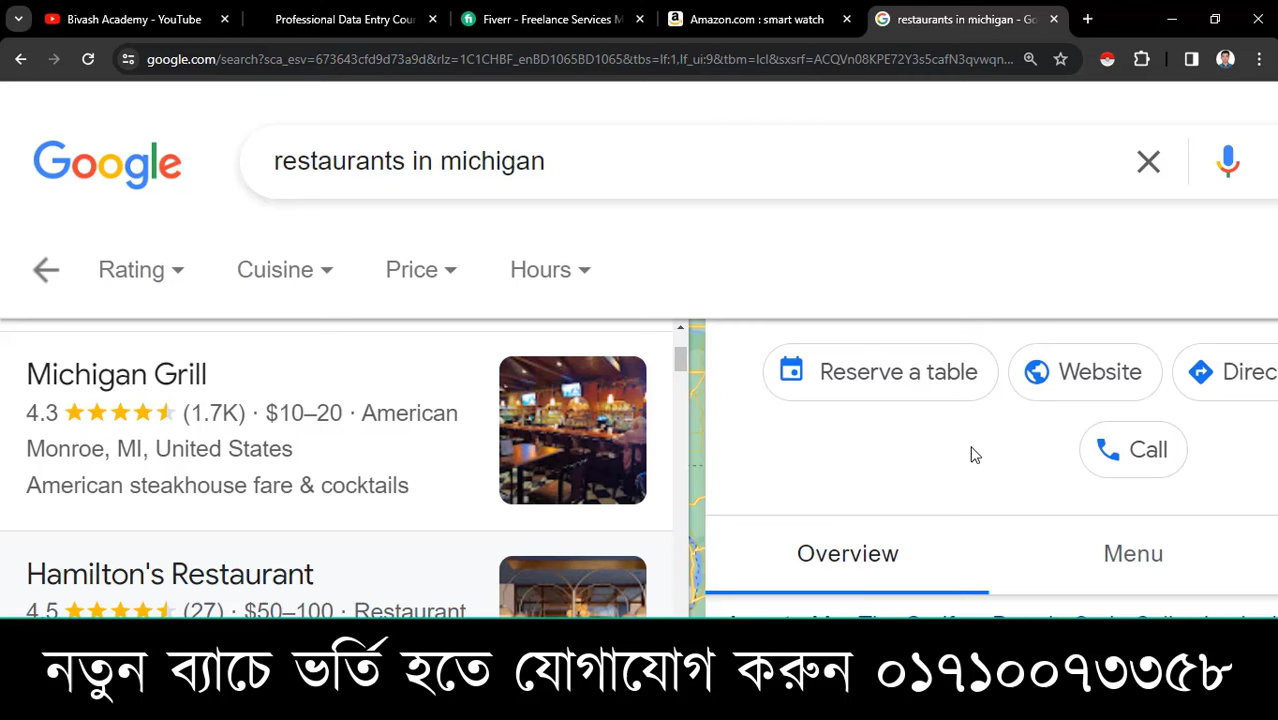 Bivash Academy - YouTube
Professional Data Entry Cou
Fiverr - Freelance Services M
Amazon.com : smart watch
restaurants in michigan - Go
google.com/search?sca_esv=673643cfd9d73a9d&rlz=1C1CHBF_enBD1065BD1065&tbs=lf:1,lf_ui:9&tbm=lcl&sxsrf=ACQVn08KPE72Y3s5cafN3qvwqn...
Google
restaurants in michigan
Rating
Cuisine
Price
Hours
Michigan Grill
4.3 (1.7K) · $10–20 · American
Monroe, MI, United States
American steakhouse fare & cocktails
Hamilton's Restaurant
4.5 (27) · $50–100 · Restaurant
Reserve a table
Website
Direc
Call
Overview
Menu
নতুন ব্যাচে ভর্তি হতে যোগাযোগ করুন ০১৭১০০৭৩৩৫৮